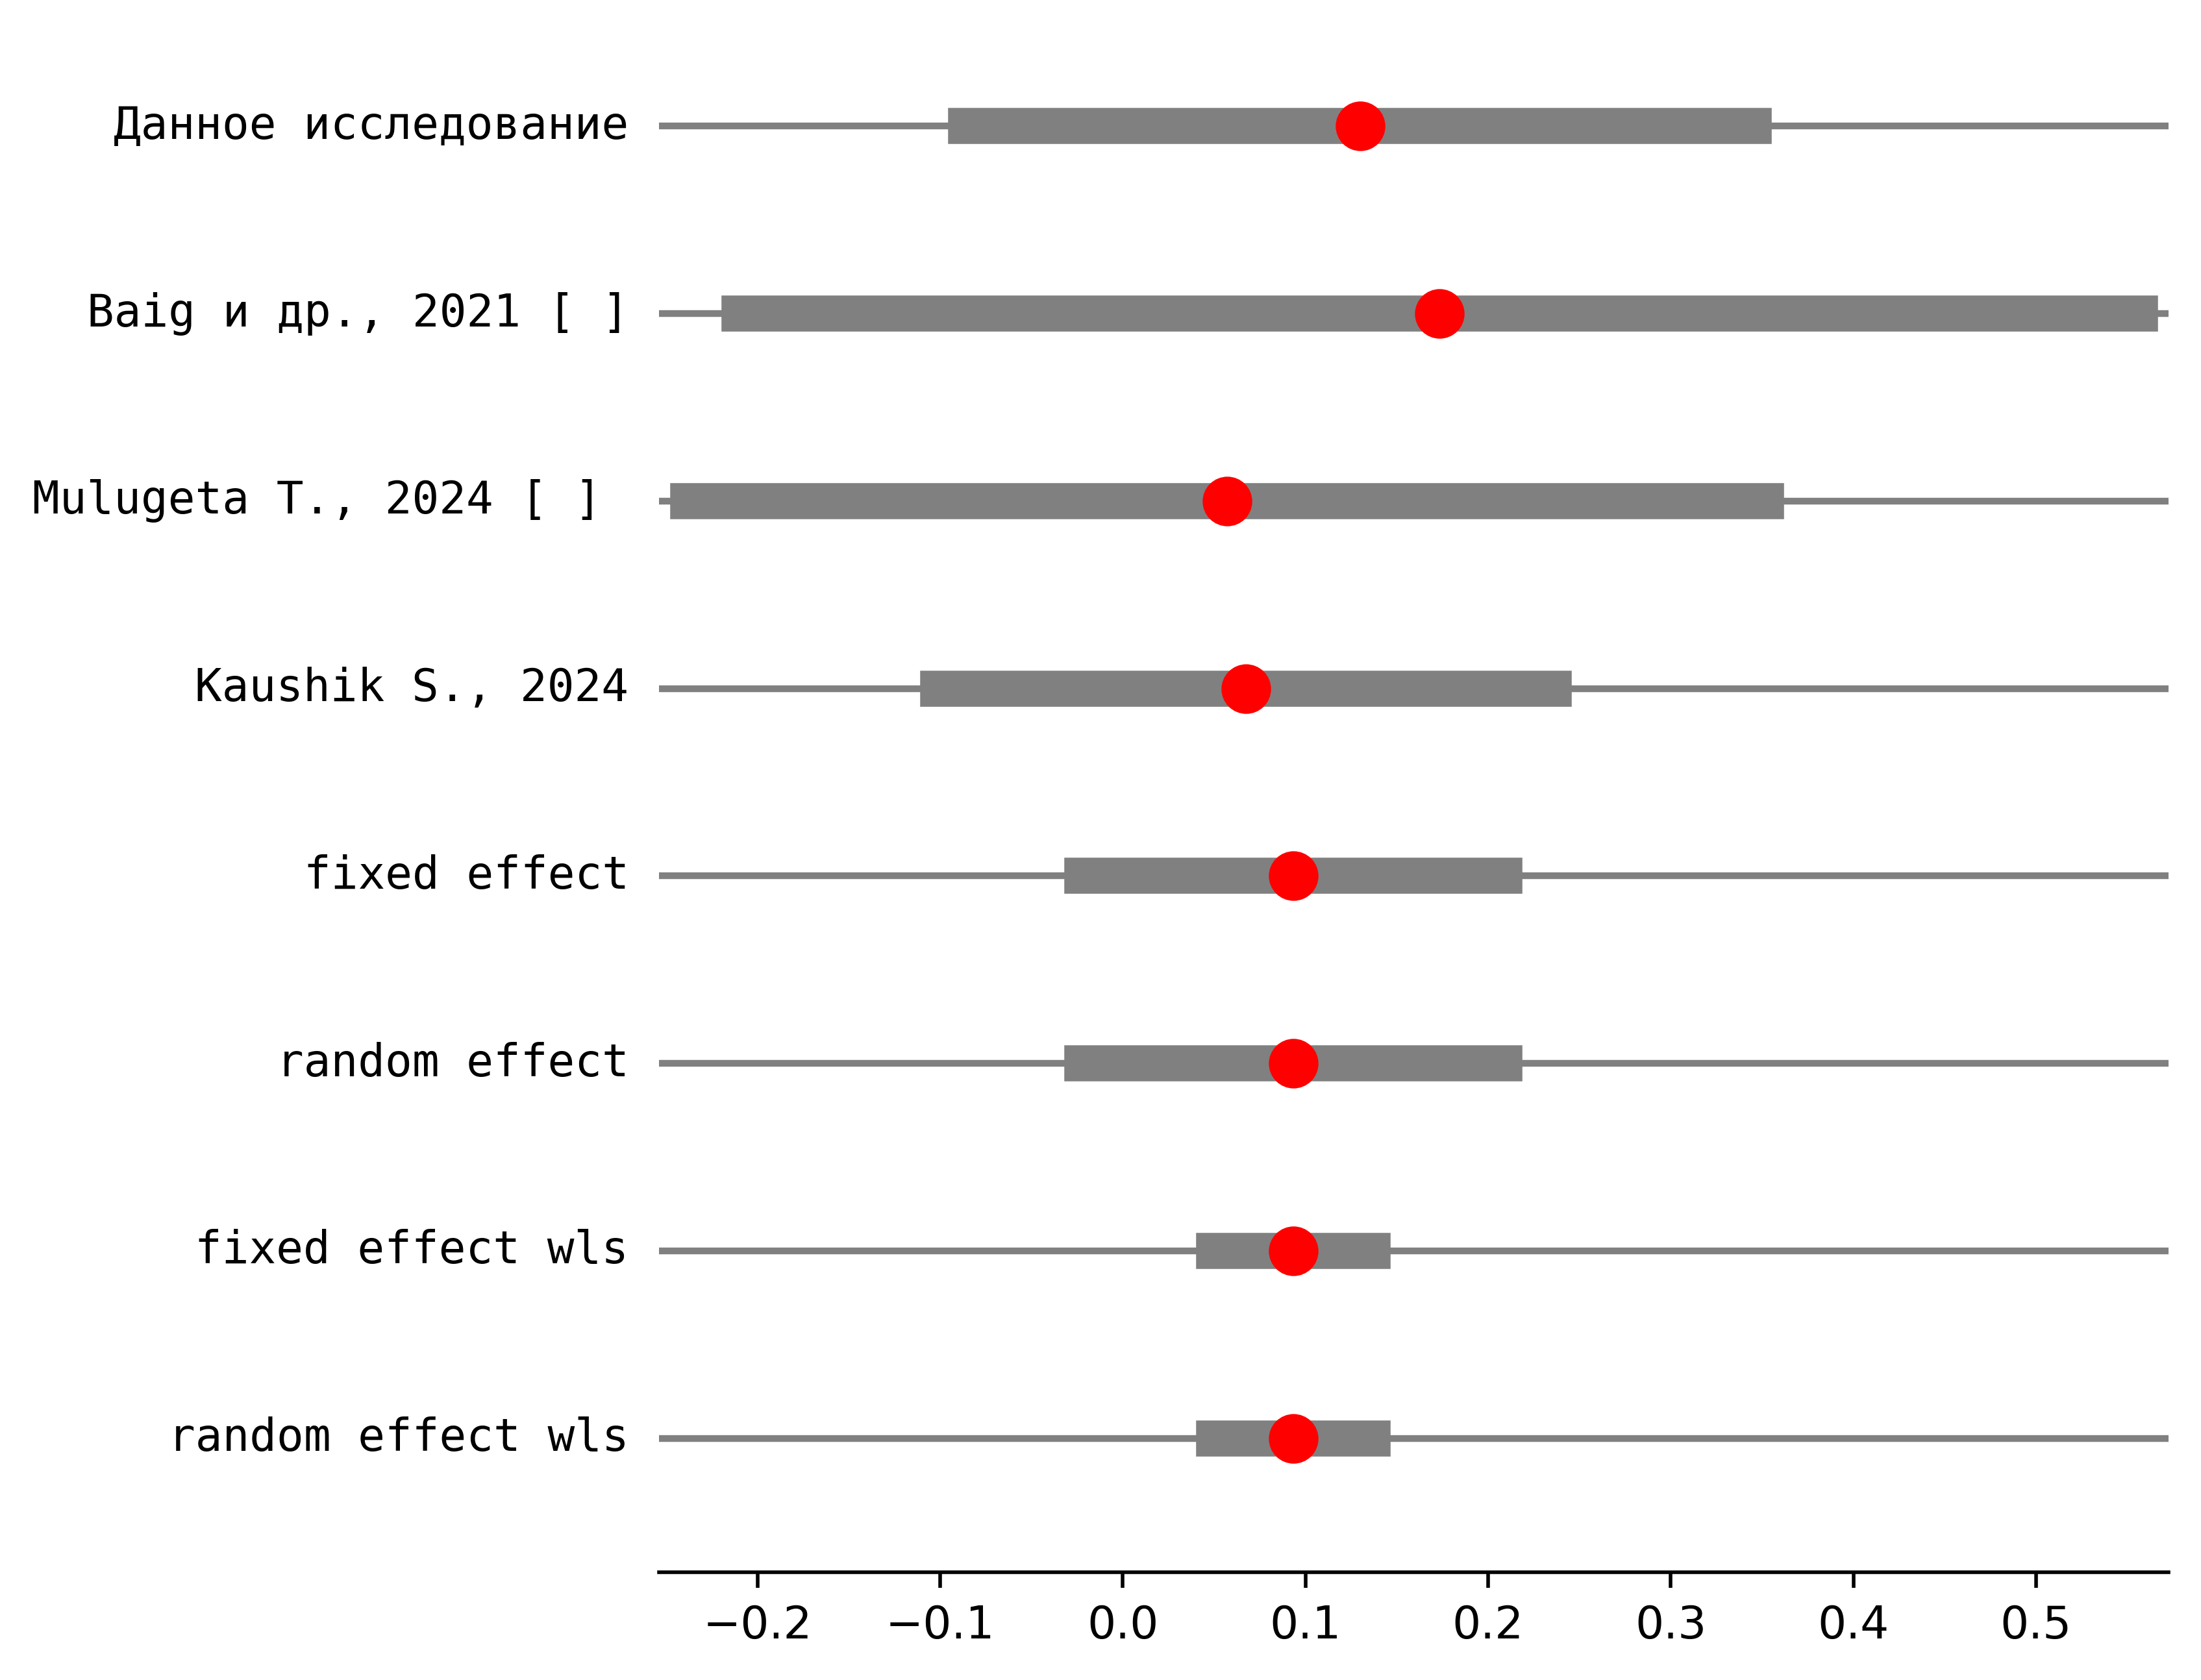 Данное исследование
Baig и др., 2021 [ ]
Mulugeta T., 2024 [ ]
Kaushik S., 2024
fixed effect
random effect
fixed effect wls
random effect wls
−0.2 −0.1 0.0 0.1 0.2 0.3 0.4 0.5